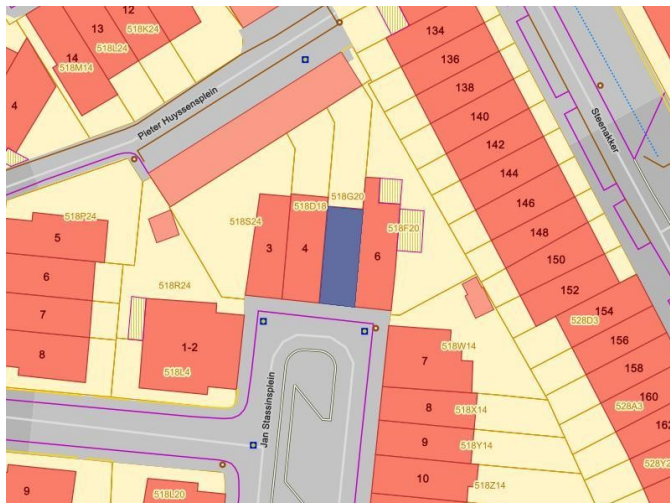 12
518K24
13
518L24
14
518M14
4
134
136
138
140
142
144
146
148
150
152
154
528D3
156
158
160
528A3
162
528Y2
Steenakker
Pieter Huyssensplein
518P24
5
6
7
8
518R24
518S24
518D18
518G20
518F20
3
4
6
1-2
518L4
Jan Stassinsplein
7
518W14
8
518X14
9
518Y14
10
518Z14
9
518L20